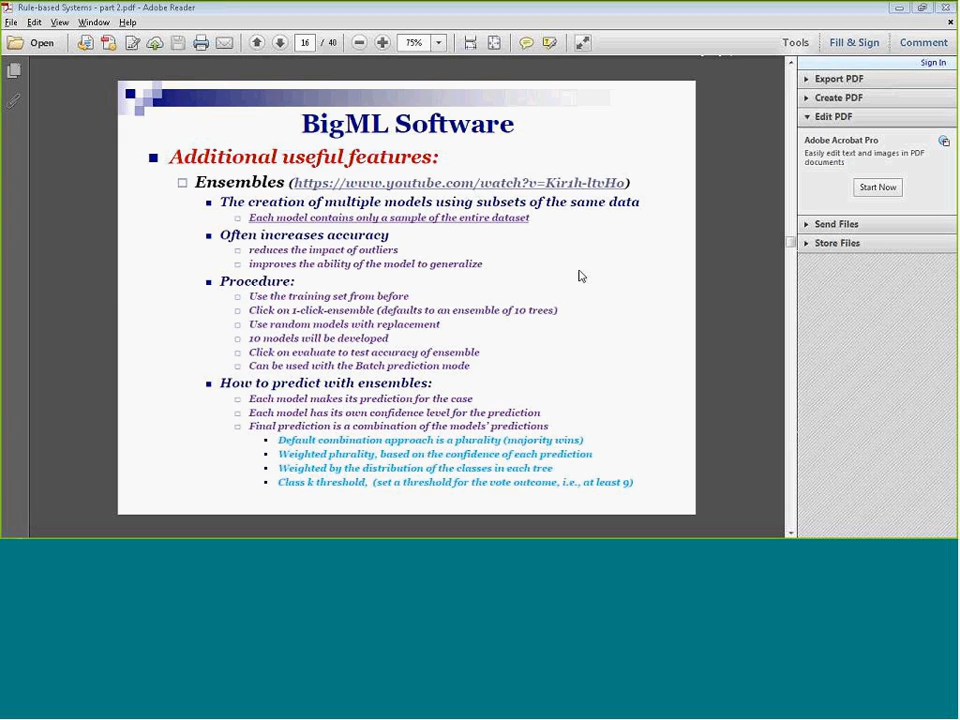 Rule-based Systems - part 2.pdf - Adobe Reader
File Edit View Window Help
Open 16 / 40 75% Tools Fill & Sign Comment
Sign In
Export PDF
Create PDF
Edit PDF
Adobe Acrobat Pro
Easily edit text and images in PDF
documents
Start Now
Send Files
Store Files
BigML Software
Additional useful features:
Ensembles (https://www.youtube.com/watch?v=Kir1h-ltvHo)
The creation of multiple models using subsets of the same data
Each model contains only a sample of the entire dataset
Often increases accuracy
reduces the impact of outliers
improves the ability of the model to generalize
Procedure:
Use the training set from before
Click on 1-click-ensemble (defaults to an ensemble of 10 trees)
Use random models with replacement
10 models will be developed
Click on evaluate to test accuracy of ensemble
Can be used with the Batch prediction mode
How to predict with ensembles:
Each model makes its prediction for the case
Each model has its own confidence level for the prediction
Final prediction is a combination of the models' predictions
Default combination approach is a plurality (majority wins)
Weighted plurality, based on the confidence of each prediction
Weighted by the distribution of the classes in each tree
Class k threshold, (set a threshold for the vote outcome, i.e., at least 9)